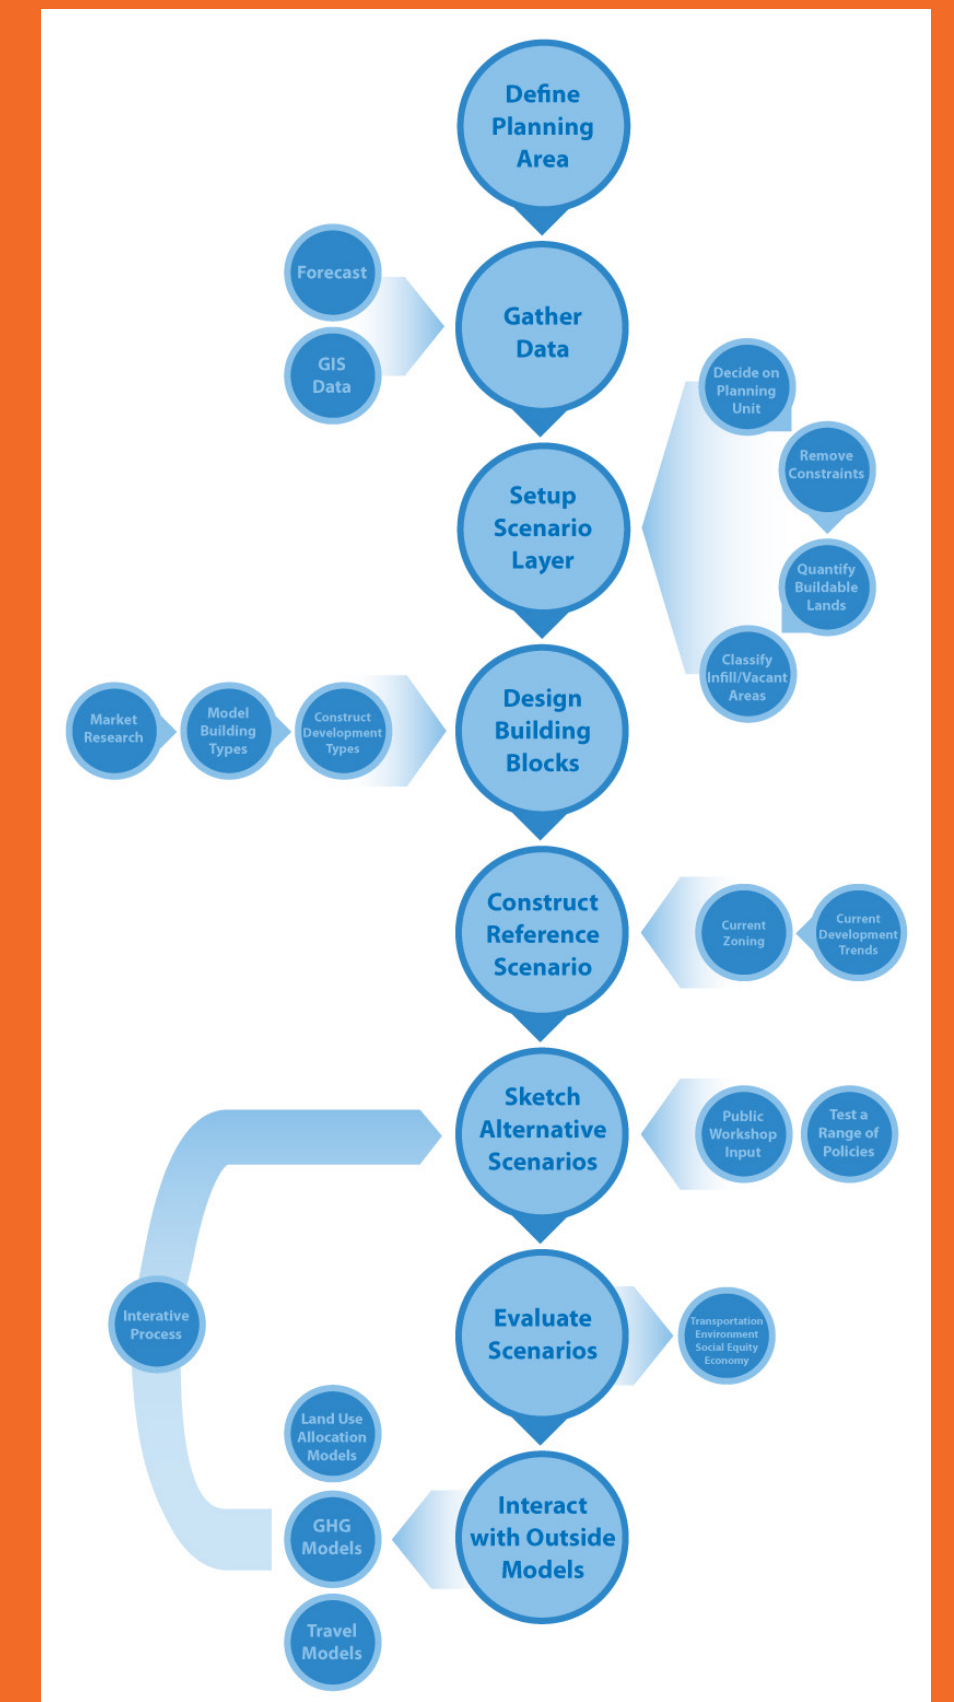 Define
Planning
Area
Forecast
GIS
Data
Gather
Data
Decide on
Planning
Unit
Remove
Constraints
Quantify
Buildable
Lands
Classify
Infill/Vacant
Areas
Setup
Scenario
Layer
Market
Research
Model
Building
Types
Construct
Development
Types
Design
Building
Blocks
Construct
Reference
Scenario
Current
Zoning
Current
Development
Trends
Sketch
Alternative
Scenarios
Public
Workshop
Input
Test a
Range of
Policies
Interative
Process
Evaluate
Scenarios
Transportation
Environment
Social Equity
Economy
Land Use
Allocation
Models
GHG
Models
Travel
Models
Interact
with Outside
Models